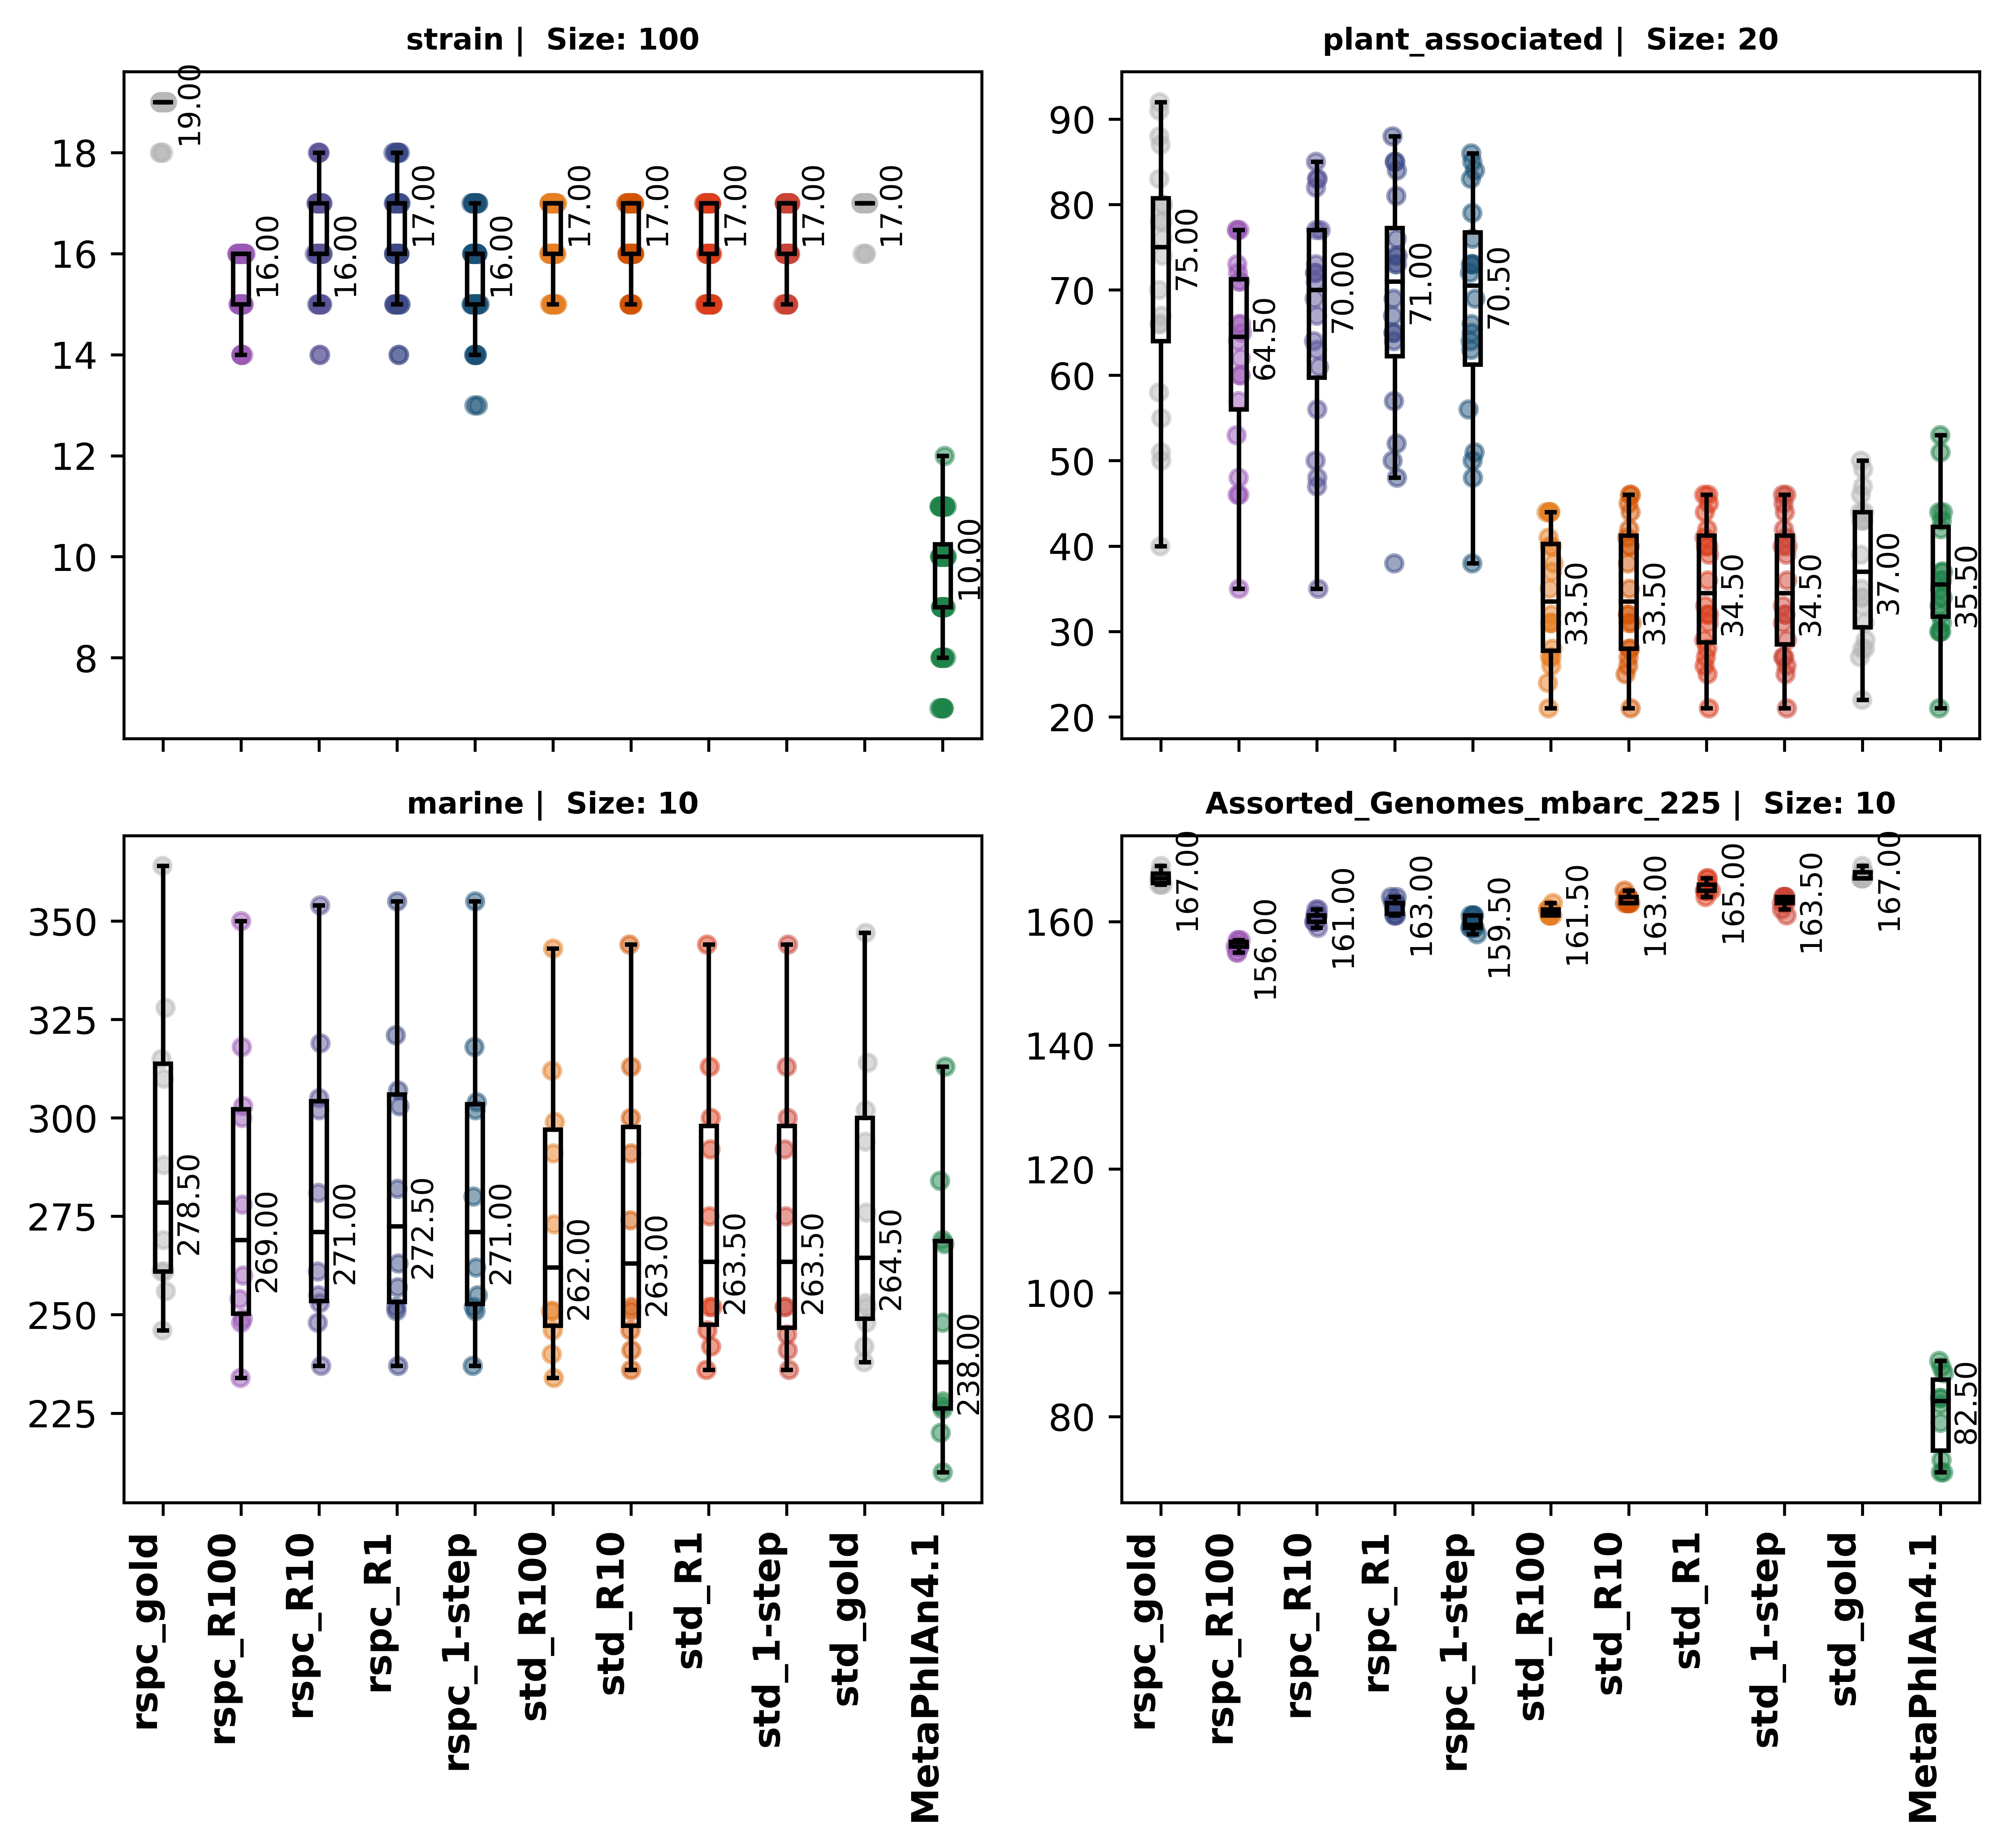 strain |  Size: 100
18
16
14
12
10
8
19.00
16.00
16.00
17.00
16.00
17.00
17.00
17.00
17.00
17.00
10.00
plant_associated |  Size: 20
90
80
70
60
50
40
30
20
75.00
64.50
70.00
71.00
70.50
33.50
33.50
34.50
34.50
37.00
35.50
marine |  Size: 10
350
325
300
275
250
225
278.50
269.00
271.00
272.50
271.00
262.00
263.00
263.50
263.50
264.50
238.00
rspc_gold
rspc_R100
rspc_R10
rspc_R1
rspc_1-step
std_R100
std_R10
std_R1
std_1-step
std_gold
MetaPhlAn4.1
Assorted_Genomes_mbarc_225 |  Size: 10
160
140
120
100
80
167.00
156.00
161.00
163.00
159.50
161.50
163.00
165.00
163.50
167.00
82.50
rspc_gold
rspc_R100
rspc_R10
rspc_R1
rspc_1-step
std_R100
std_R10
std_R1
std_1-step
std_gold
MetaPhlAn4.1